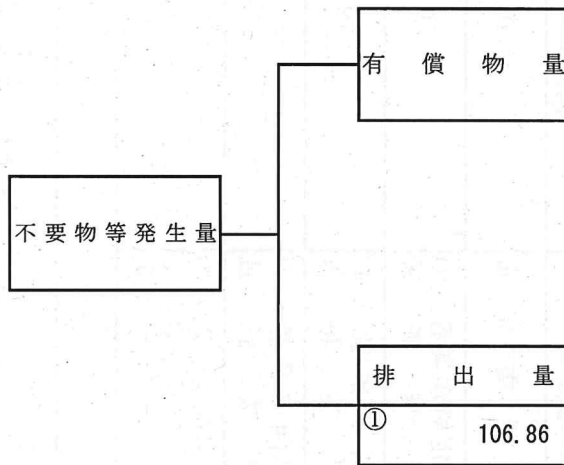 有償物量
不要物等発生量
排出量
①
106.86